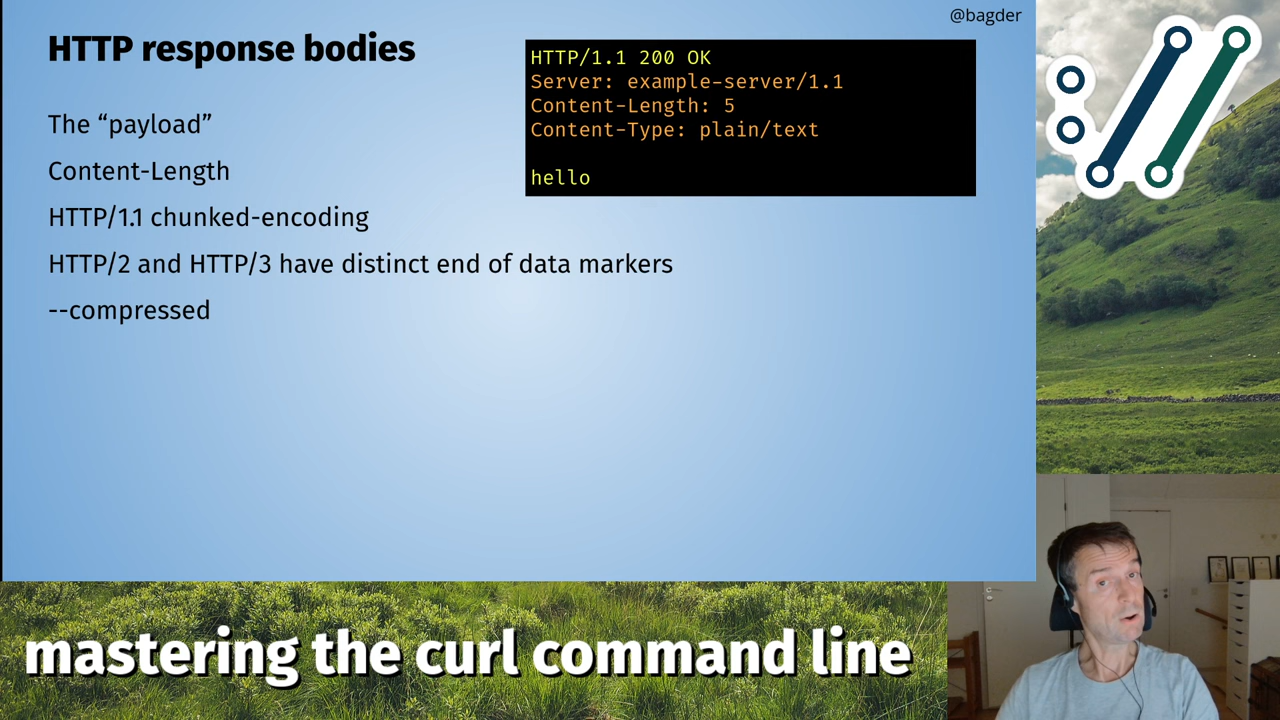 @bagder
HTTP response bodies
The “payload”
Content-Length
HTTP/1.1 chunked-encoding
HTTP/2 and HTTP/3 have distinct end of data markers
--compressed
HTTP/1.1 200 OK
Server: example-server/1.1
Content-Length: 5
Content-Type: plain/text
hello
mastering the curl command line